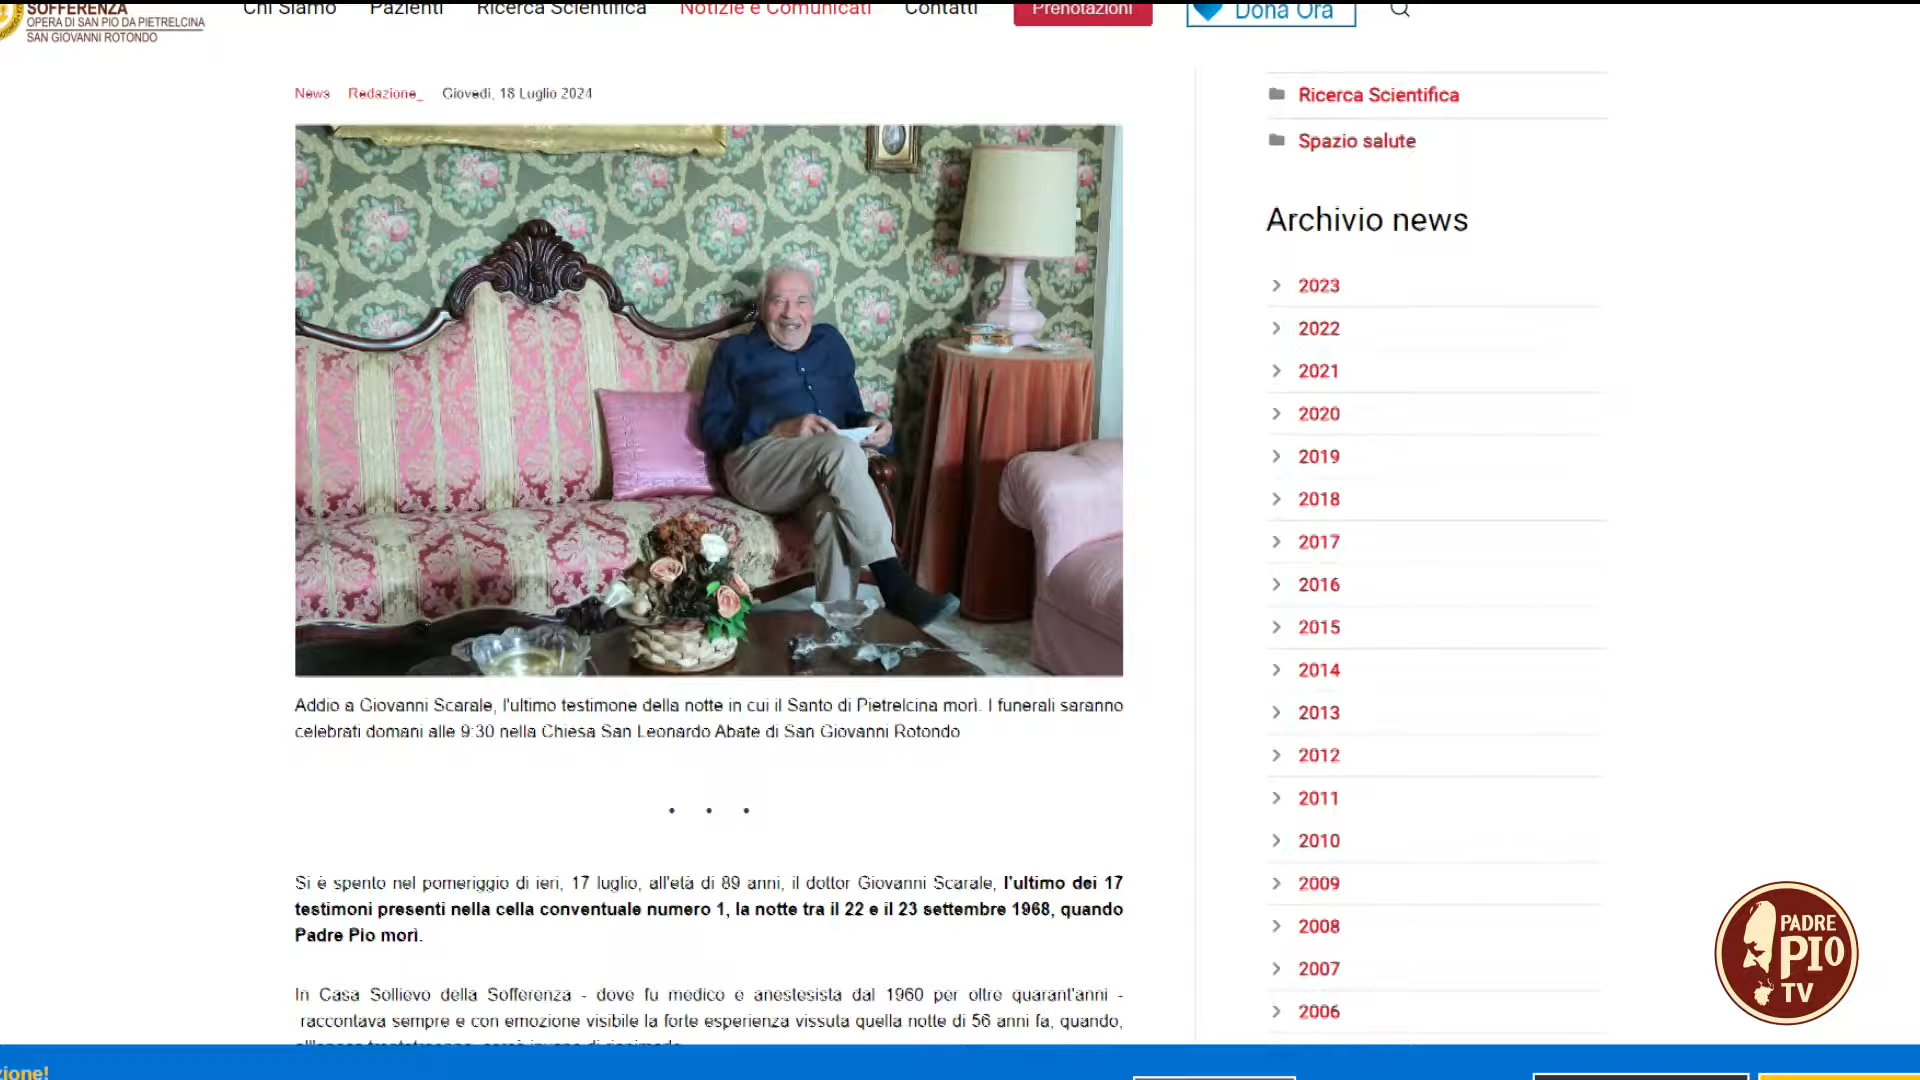 SOFFERENZA
OPERA DI SAN PIO DA PIETRELCINA
SAN GIOVANNI ROTONDO
Chi Siamo Pazienti Ricerca Scientifica Notizie e Comunicati Contatti Prenotazioni Dona Ora
News Redazione_ Giovedì, 18 Luglio 2024
Addio a Giovanni Scarale, l'ultimo testimone della notte in cui il Santo di Pietrelcina morì. I funerali saranno
celebrati domani alle 9:30 nella Chiesa San Leonardo Abate di San Giovanni Rotondo
• • •
Si è spento nel pomeriggio di ieri, 17 luglio, all'età di 89 anni, il dottor Giovanni Scarale, l'ultimo dei 17
testimoni presenti nella cella conventuale numero 1, la notte tra il 22 e il 23 settembre 1968, quando
Padre Pio morì.
In Casa Sollievo della Sofferenza - dove fu medico e anestesista dal 1960 per oltre quarant'anni -
raccontava sempre e con emozione visibile la forte esperienza vissuta quella notte di 56 anni fa, quando,
Ricerca Scientifica
Spazio salute
Archivio news
2023
2022
2021
2020
2019
2018
2017
2016
2015
2014
2013
2012
2011
2010
2009
2008
2007
2006
PADRE
PIO
TV
zione!